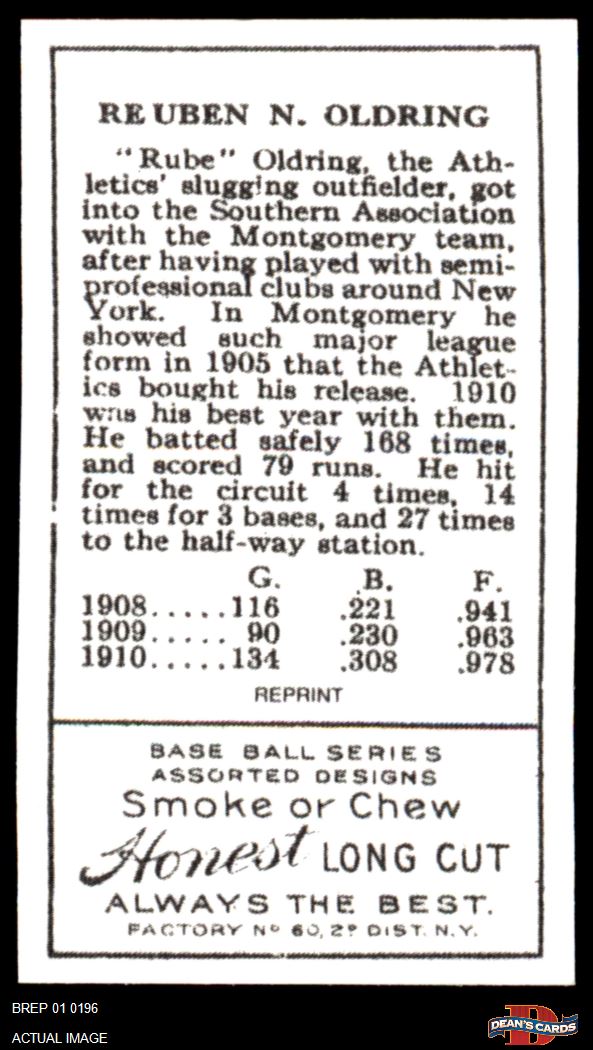 REUBEN N. OLDRING
"Rube" Oldring, the Ath-
letics' slugging outfielder, got
into the Southern Association
with the Montgomery team,
after having played with semi-
professional clubs around New
York. In Montgomery he
showed such major league
form in 1905 that the Athlet-
ics bought his release. 1910
was his best year with them.
He batted safely 168 times,
and scored 79 runs. He hit
for the circuit 4 times, 14
times for 3 bases, and 27 times
to the half-way station.
G. B. F.
1908.....116 .221 .941
1909..... 90 .230 .963
1910.....134 .308 .978
REPRINT
BASE BALL SERIES
ASSORTED DESIGNS
Smoke or Chew
Honest LONG CUT
ALWAYS THE BEST.
FACTORY Nº 60, 2º DIST. N.Y.
BREP 01 0196
ACTUAL IMAGE
D
DEAN'S CARDS